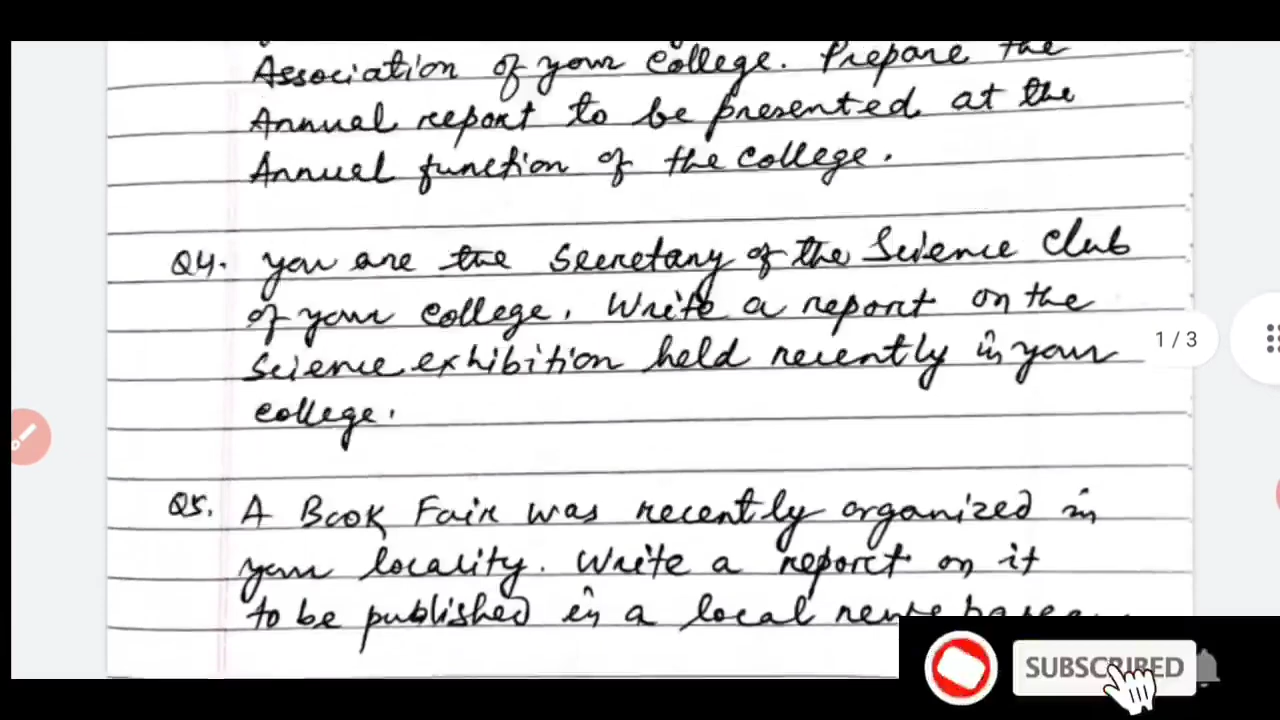 Association of your College. Prepare the
Annual report to be presented at the
Annual function of the College.
Q4. you are the Secretary of the Science Club
of your college. Write a report on the
Science exhibition held recently in your
college.
1/3
Q5. A Book Fair was recently organized in
your locality. Write a report on it
to be published in a local news paper
SUBSCRIBED